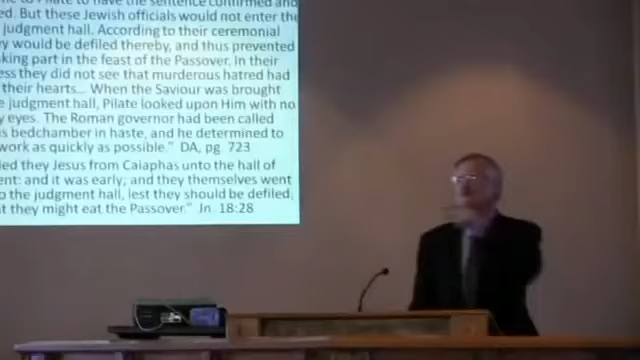 to Pilate to have the sentence confirmed and
ed. But these Jewish officials would not enter the
judgment hall. According to their ceremonial
y would be defiled thereby, and thus prevented
king part in the feast of the Passover. In their
ess they did not see that murderous hatred had
their hearts... When the Saviour was brought
e judgment hall, Pilate looked upon Him with no
y eyes. The Roman governor had been called
s bedchamber in haste, and he determined to
work as quickly as possible." DA, pg. 723
ed they Jesus from Caiaphas unto the hall of
ent: and it was early; and they themselves went
o the judgment hall, lest they should be defiled;
t they might eat the Passover." Jn. 18:28